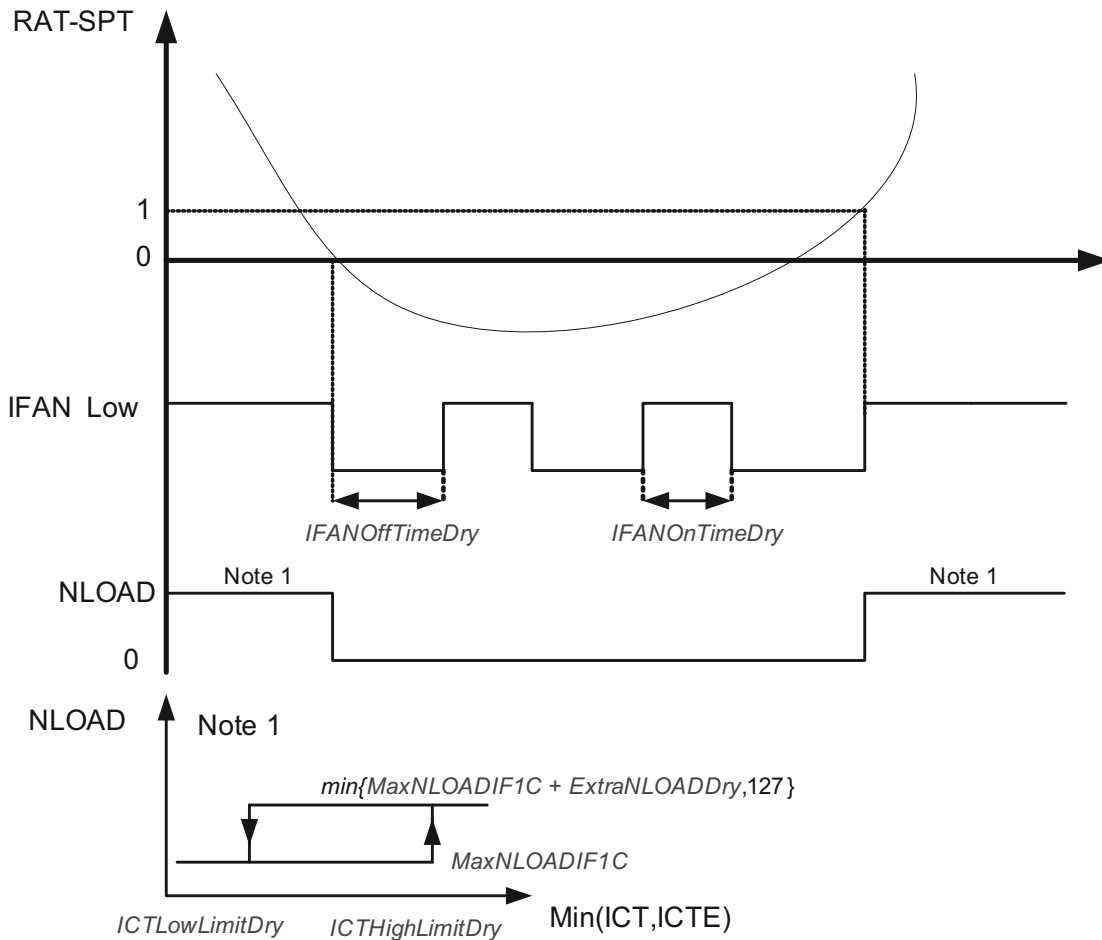 RAT-SPT
1
0
IFAN Low
IFANOffTimeDry
IFANOnTimeDry
Note 1
Note 1
NLOAD
0
NLOAD
Note 1
min{MaxNLOADIF1C + ExtraNLOADDry,127}
MaxNLOADIF1C
ICTLowLimitDry
ICTHighLimitDry
Min(ICT,ICTE)